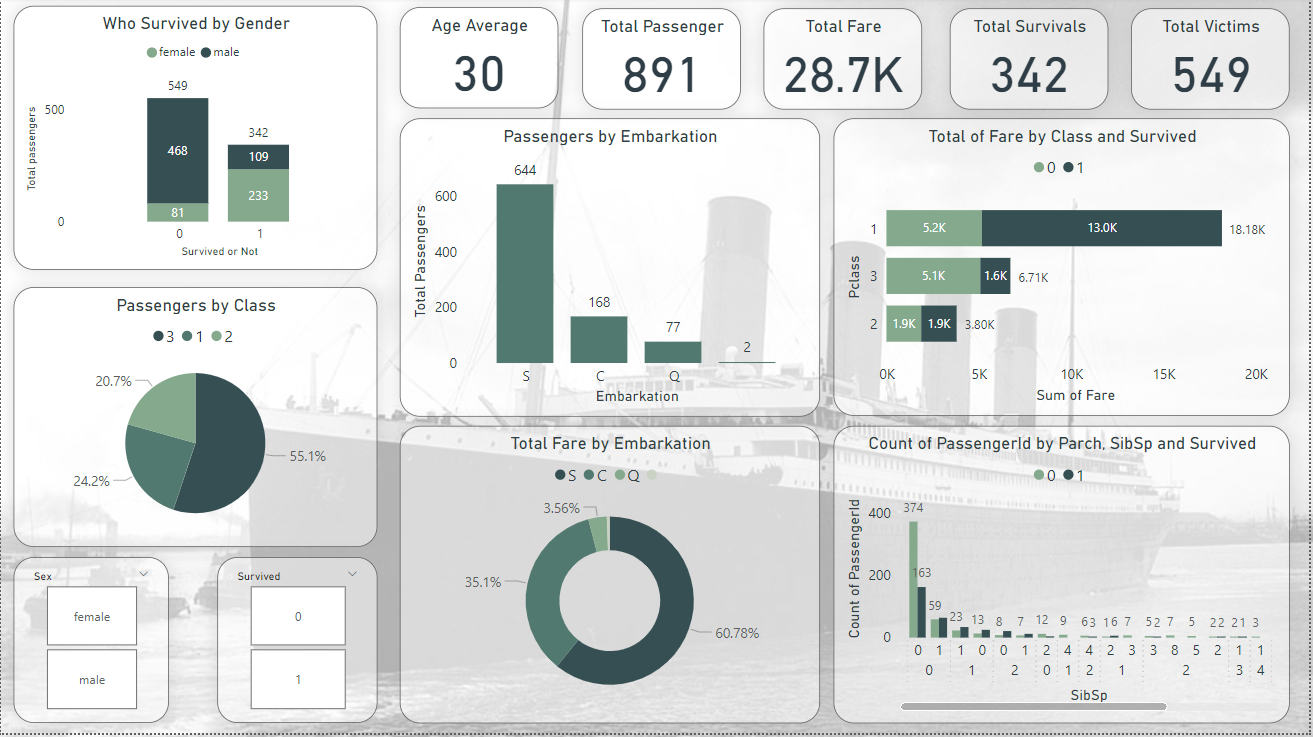 Who Survived by Gender
female male
Total passengers
549
500
342
468
109
233
81
0
0 1
Survived or Not
Age Average
30
Total Passenger
891
Total Fare
28.7K
Total Survivals
342
Total Victims
549
Passengers by Embarkation
Total Passengers
644
600
400
200
0
168
77
2
S C Q
Embarkation
Total of Fare by Class and Survived
0 1
Pclass
1 5.2K 13.0K 18.18K
3 5.1K 1.6K 6.71K
2 1.9K 1.9K 3.80K
0K 5K 10K 15K 20K
Sum of Fare
Passengers by Class
3 1 2
20.7%
55.1%
24.2%
Total Fare by Embarkation
S C Q
3.56%
35.1%
60.78%
Count of PassengerId by Parch, SibSp and Survived
0 1
Count of PassengerId
400
200
0
374
163
59 23 13 8 7 12 9 63 16 7 52 7 5 22 21 3
0 1 1 0 0 1 2 4 1 2 3 3 8 5 2 1 1
0 1 2 0 1 2 1 2 3 4
SibSp
Sex
female
male
Survived
0
1